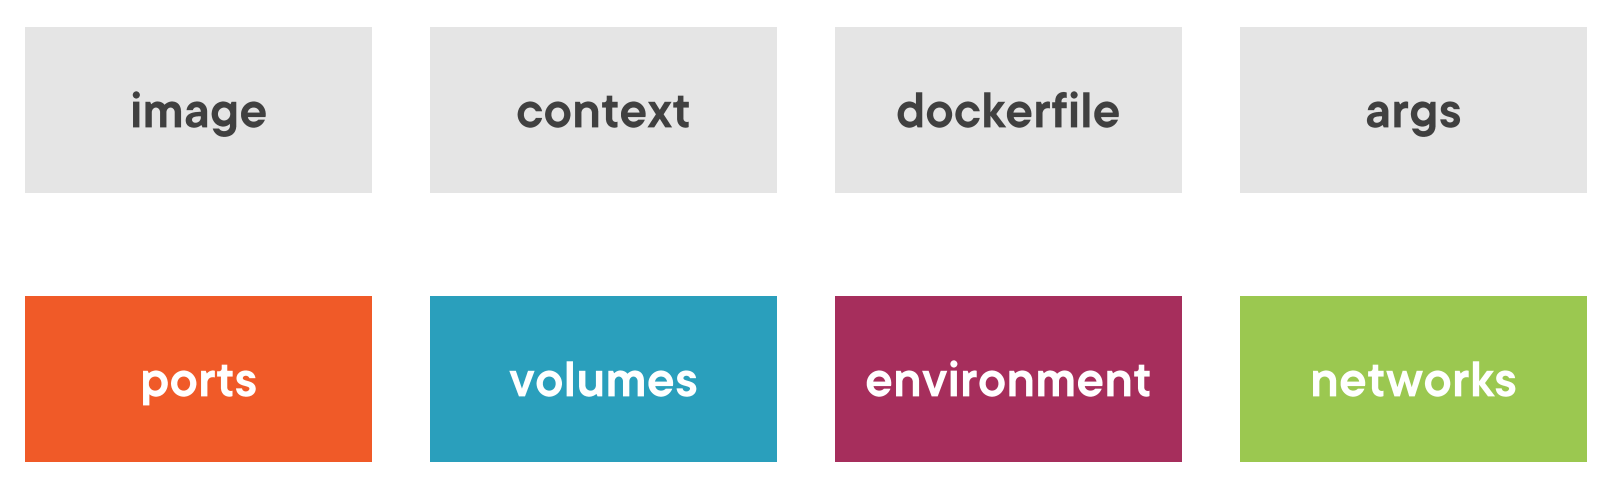 image
context
dockerfile
args
ports
volumes
environment
networks